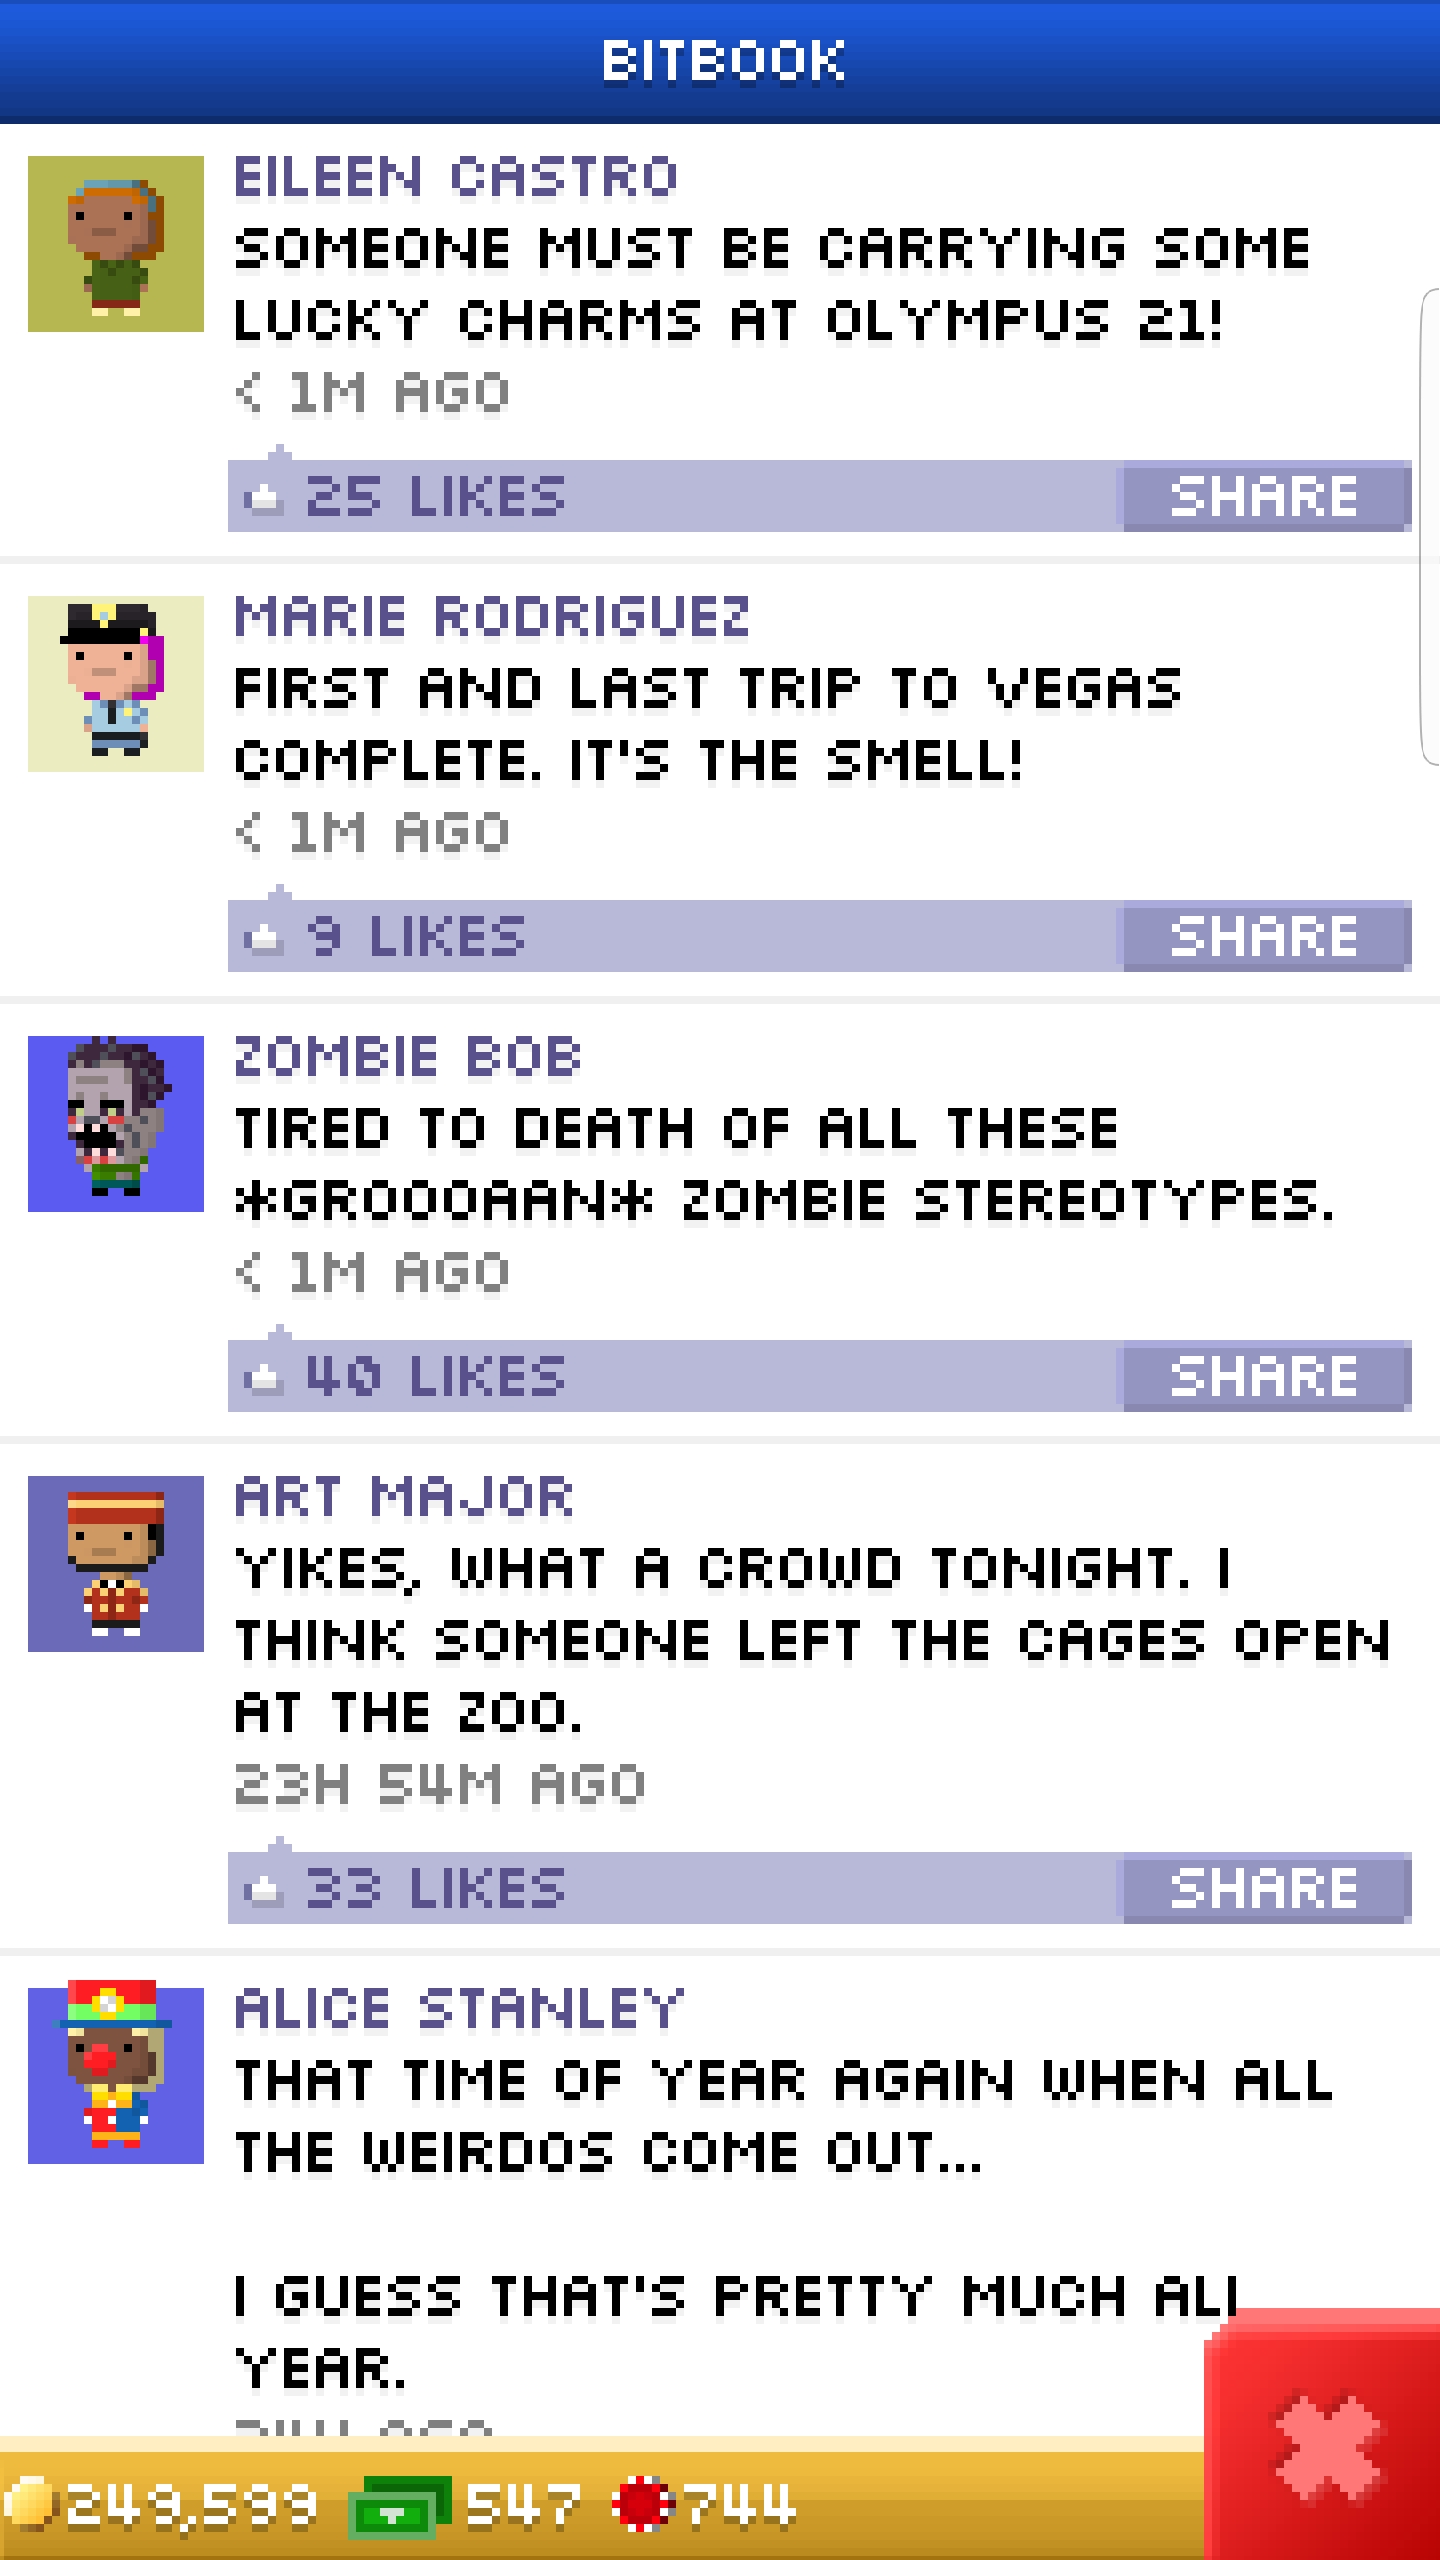 BITBOOK
EILEEN CASTRO
SOMEONE MUST BE CARRYING SOME
LUCKY CHARMS AT OLYMPUS 21!
< 1M AGO
25 LIKES SHARE
MARIE RODRIGUEZ
FIRST AND LAST TRIP TO VEGAS
COMPLETE. IT'S THE SMELL!
< 1M AGO
9 LIKES SHARE
ZOMBIE BOB
TIRED TO DEATH OF ALL THESE
*GROOOAAN* ZOMBIE STEREOTYPES.
< 1M AGO
40 LIKES SHARE
ART MAJOR
YIKES, WHAT A CROWD TONIGHT. I
THINK SOMEONE LEFT THE CAGES OPEN
AT THE ZOO.
23H 54M AGO
33 LIKES SHARE
ALICE STANLEY
THAT TIME OF YEAR AGAIN WHEN ALL
THE WEIRDOS COME OUT...
I GUESS THAT'S PRETTY MUCH ALL
YEAR.
249,599 547 744